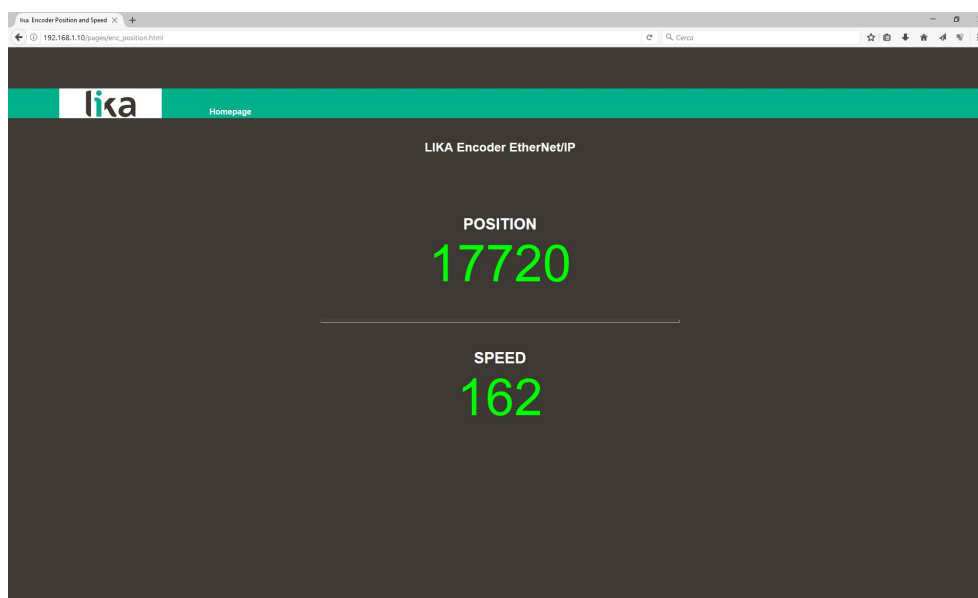 lika Encoder Position and Speed
192.168.1.10/pages/enc_position.html
Cerca
lika
Homepage
LIKA Encoder EtherNet/IP
POSITION
17720
SPEED
162